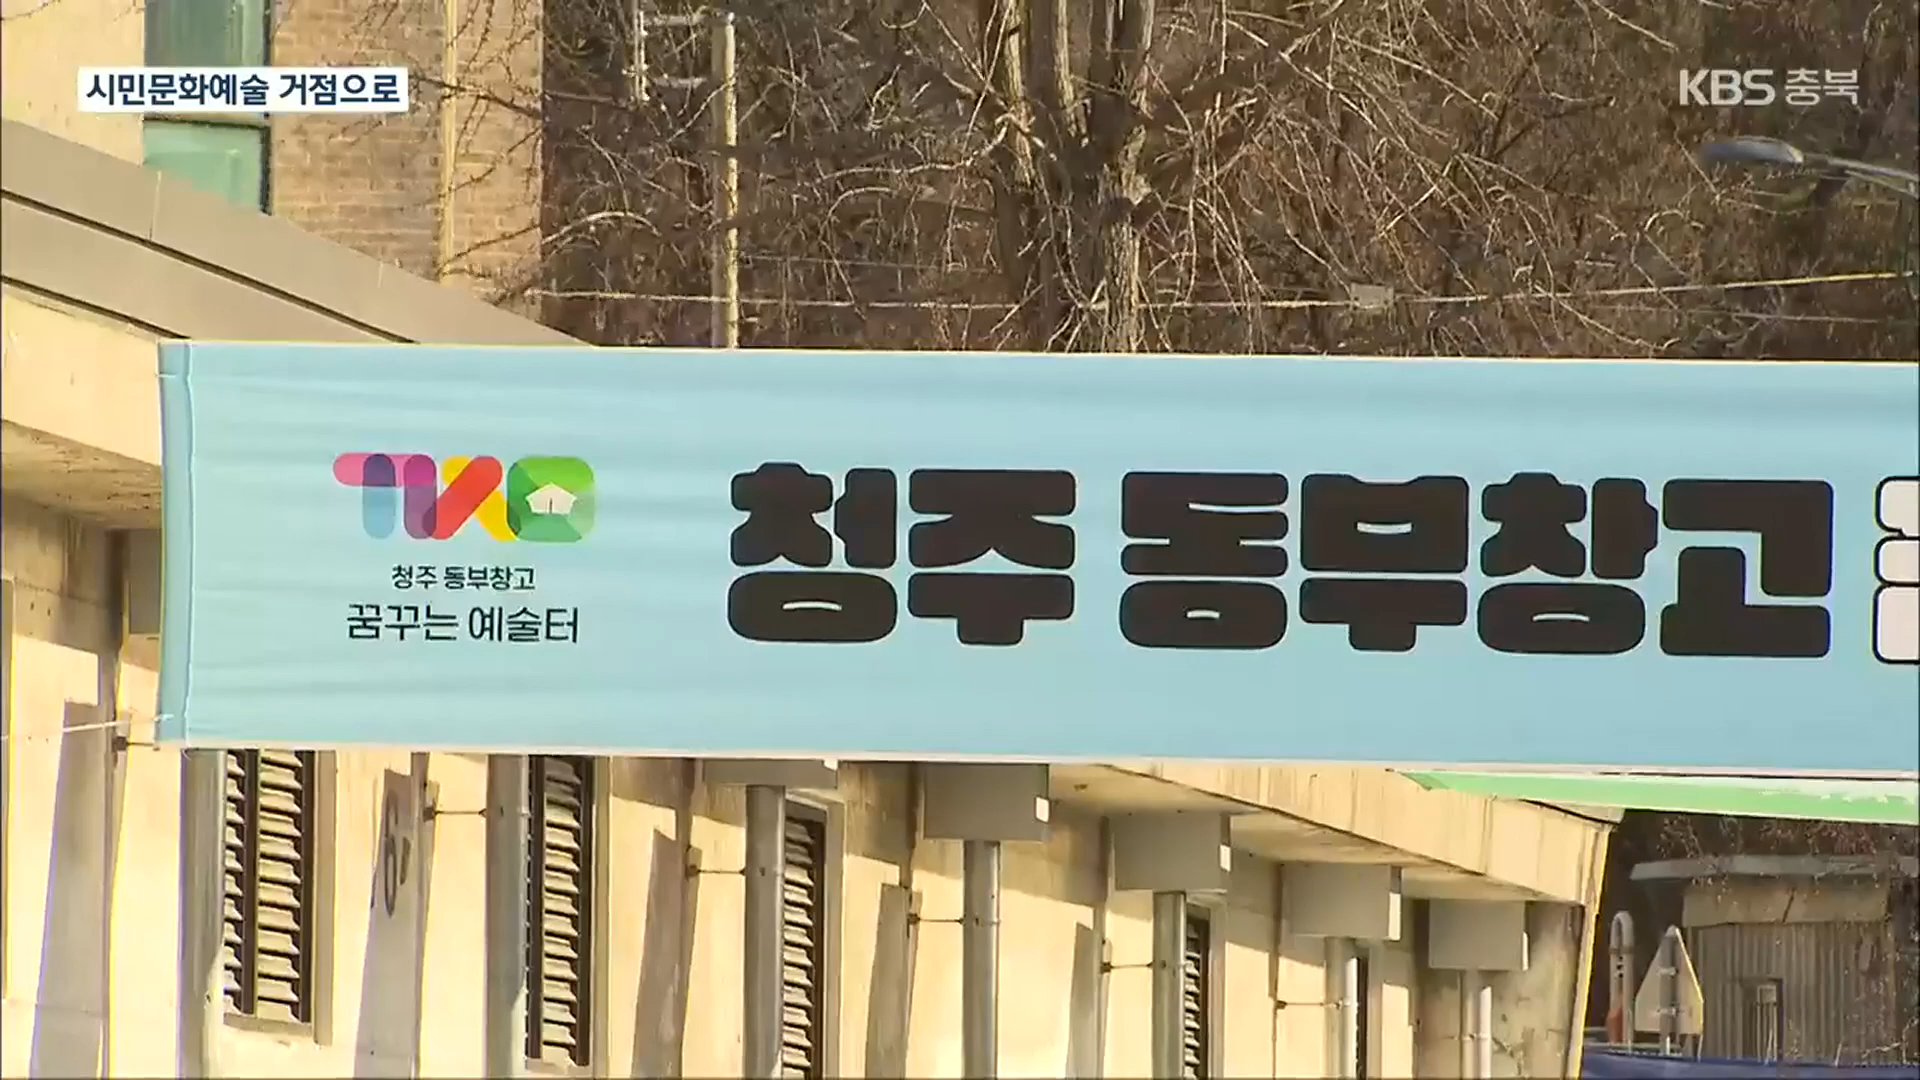 시민문화예술 거점으로
KBS 충북
청주 동부창고
꿈꾸는 예술터
청주 동부창고
6